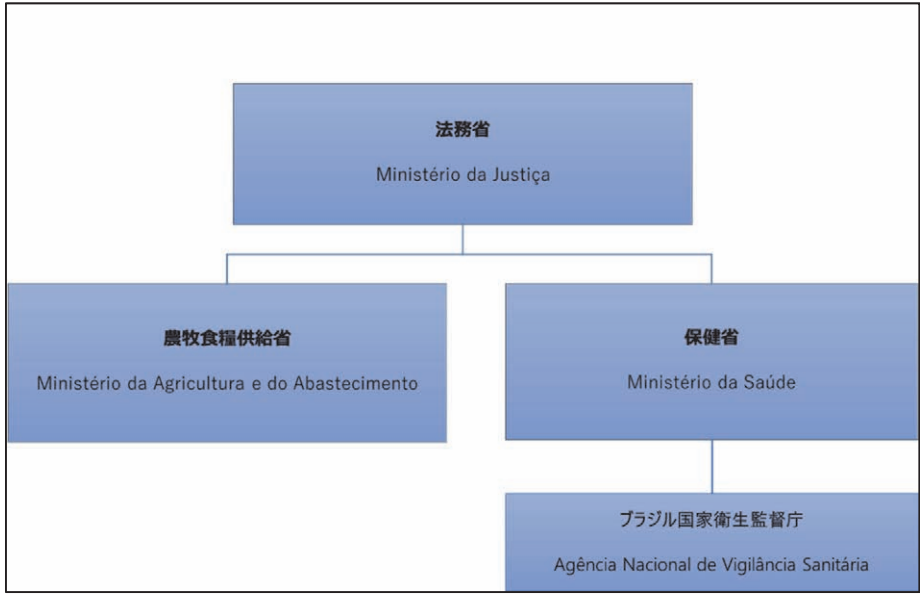 法務省
Ministério da Justiça
農牧食糧供給省
Ministério da Agricultura e do Abastecimento
保健省
Ministério da Saúde
ブラジル国家衛生監督庁
Agência Nacional de Vigilância Sanitária